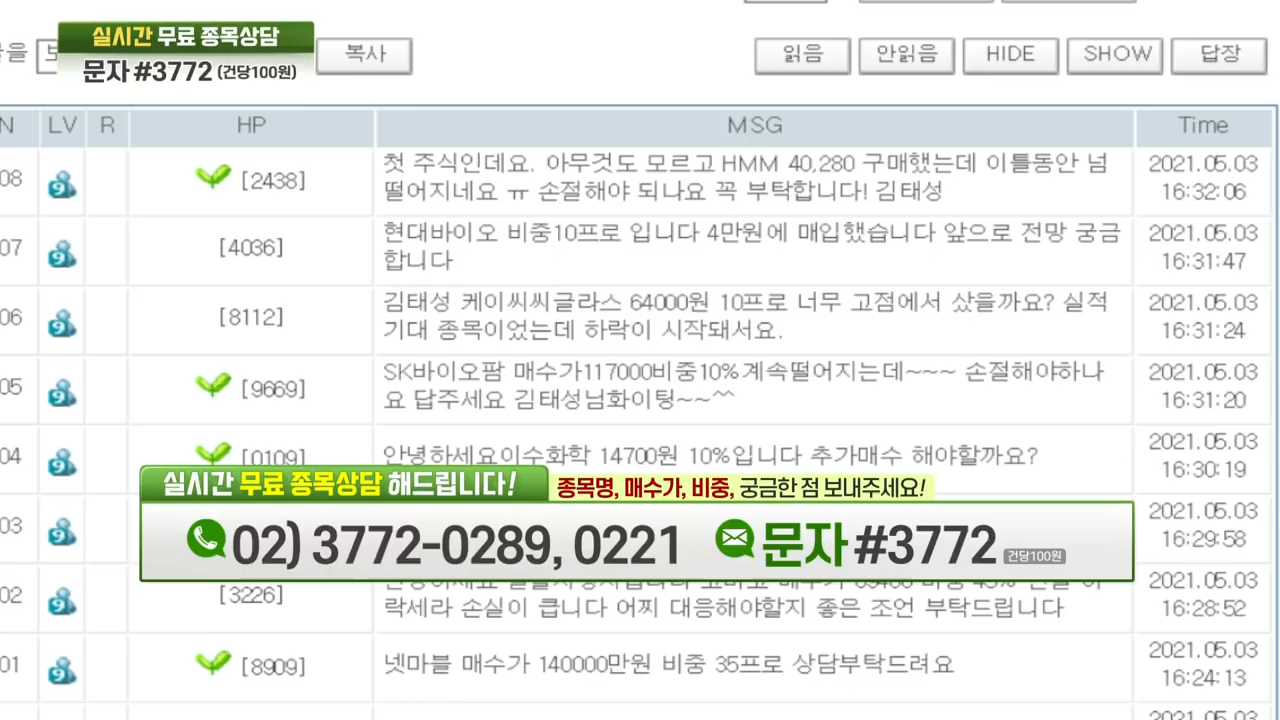 실시간 무료 종목상담
문자 #3772 (건당100원)
복사
읽음
안읽음
HIDE
SHOW
답장
N
LV
R
HP
MSG
Time
08
[2438]
첫 주식인데요. 아무것도 모르고 HMM 40,280 구매했는데 이틀동안 넘
떨어지네요 ㅠ 손절해야 되나요 꼭 부탁합니다! 김태성
2021.05.03
16:32:06
07
[4036]
현대바이오 비중10프로 입니다 4만원에 매입했습니다 앞으로 전망 궁금
합니다
2021.05.03
16:31:47
06
[8112]
김태성 케이씨씨글라스 64000원 10프로 너무 고점에서 샀을까요? 실적
기대 종목이었는데 하락이 시작돼서요.
2021.05.03
16:31:24
05
[9669]
SK바이오팜 매수가117000비중10%계속떨어지는데~~~ 손절해야하나
요 답주세요 김태성님화이팅~~^^
2021.05.03
16:31:20
04
[0109]
안녕하세요이수화학 14700원 10%입니다 추가매수 해야할까요?
2021.05.03
16:30:19
실시간 무료 종목상담 해드립니다!
종목명, 매수가, 비중, 궁금한 점 보내주세요!
02) 3772-0289, 0221
문자 #3772 건당100원
03
2021.05.03
16:29:58
02
[3226]
락세라 손실이 큽니다 어찌 대응해야할지 좋은 조언 부탁드립니다
2021.05.03
16:28:52
01
[8909]
넷마블 매수가 140000만원 비중 35프로 상담부탁드려요
2021.05.03
16:24:13